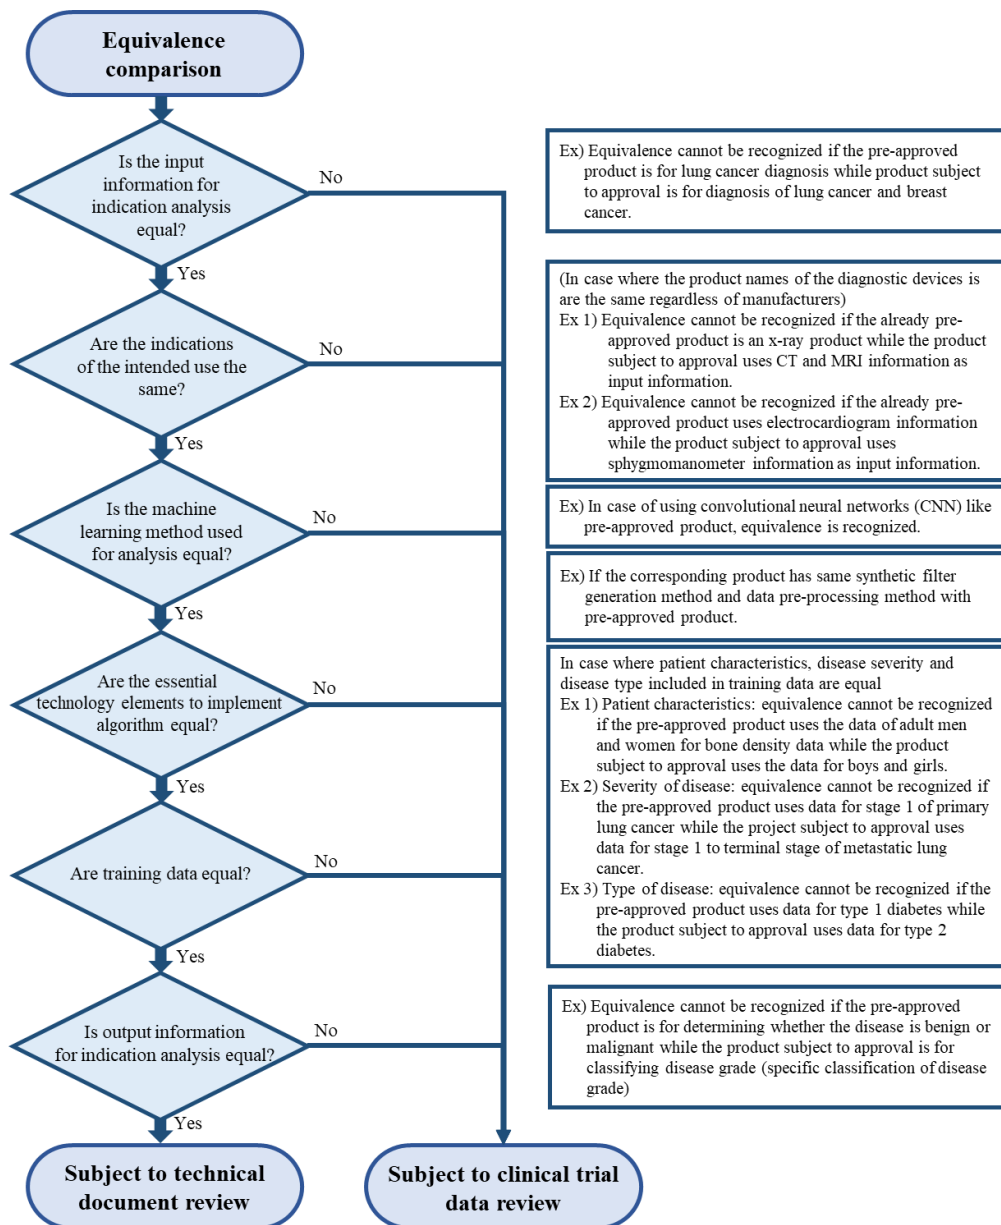 Equivalence
comparison
Is the input
information for
indication analysis
equal?
No
Yes
Ex) Equivalence cannot be recognized if the pre-approved
product is for lung cancer diagnosis while product subject
to approval is for diagnosis of lung cancer and breast
cancer.
Are the indications
of the intended use the
same?
No
Yes
(In case where the product names of the diagnostic devices is
are the same regardless of manufacturers)
Ex 1) Equivalence cannot be recognized if the already pre-
approved product is an x-ray product while the product
subject to approval uses CT and MRI information as
input information.
Ex 2) Equivalence cannot be recognized if the already pre-
approved product uses electrocardiogram information
while the product subject to approval uses
sphygmomanometer information as input information.
Is the machine
learning method used
for analysis equal?
No
Yes
Ex) In case of using convolutional neural networks (CNN) like
pre-approved product, equivalence is recognized.
Ex) If the corresponding product has same synthetic filter
generation method and data pre-processing method with
pre-approved product.
Are the essential
technology elements to implement
algorithm equal?
No
Yes
In case where patient characteristics, disease severity and
disease type included in training data are equal
Ex 1) Patient characteristics: equivalence cannot be recognized
if the pre-approved product uses the data of adult men
and women for bone density data while the product
subject to approval uses the data for boys and girls.
Ex 2) Severity of disease: equivalence cannot be recognized if
the pre-approved product uses data for stage 1 of primary
lung cancer while the project subject to approval uses
data for stage 1 to terminal stage of metastatic lung
cancer.
Ex 3) Type of disease: equivalence cannot be recognized if the
pre-approved product uses data for type 1 diabetes while
the product subject to approval uses data for type 2
diabetes.
Are training data equal?
No
Yes
Is output information
for indication analysis equal?
No
Yes
Ex) Equivalence cannot be recognized if the pre-approved
product is for determining whether the disease is benign or
malignant while the product subject to approval is for
classifying disease grade (specific classification of disease
grade)
Subject to technical
document review
Subject to clinical trial
data review